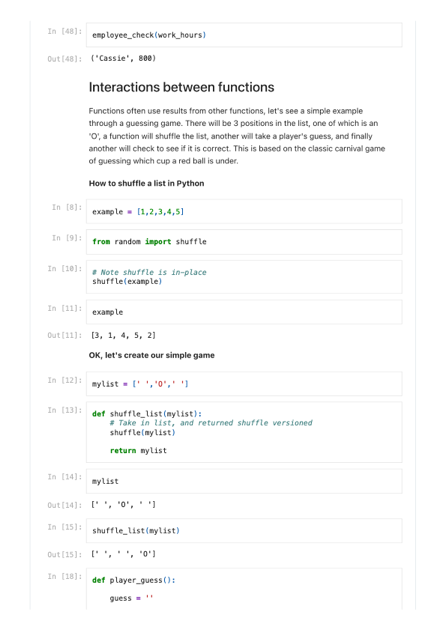 In [48]: employee_check(work_hours)
Out[48]: ('Cassie', 800)
Interactions between functions
Functions often use results from other functions, let's see a simple example
through a guessing game. There will be 3 positions in the list, one of which is an
'O', a function will shuffle the list, another will take a player's guess, and finally
another will check to see if it is correct. This is based on the classic carnival game
of guessing which cup a red ball is under.
How to shuffle a list in Python
In [8]: example = [1,2,3,4,5]
In [9]: from random import shuffle
In [10]: # Note shuffle is in-place
shuffle(example)
In [11]: example
Out[11]: [3, 1, 4, 5, 2]
OK, let's create our simple game
In [12]: mylist = [' ','O',' ']
In [13]: def shuffle_list(mylist):
    # Take in list, and returned shuffle versioned
    shuffle(mylist)
    return mylist
In [14]: mylist
Out[14]: [' ', 'O', ' ']
In [15]: shuffle_list(mylist)
Out[15]: [' ', ' ', 'O']
In [18]: def player_guess():
    guess = ''